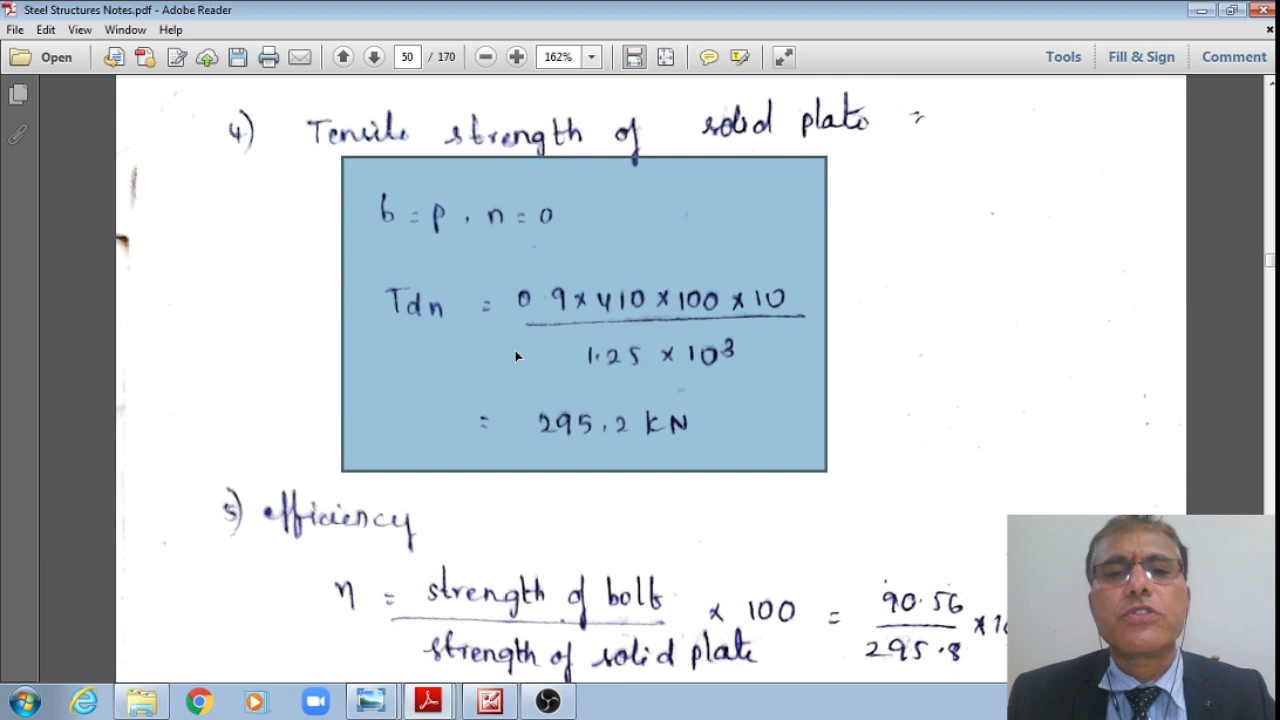 Steel Structures Notes.pdf - Adobe Reader
File Edit View Window Help
Open 50 / 170 162% Tools Fill & Sign Comment
4) Tensile strength of solid plate =
b = p, n = 0
Tdn = 0.9 × 410 × 100 × 10
1.25 × 10³
= 295.2 kN
5) efficiency
η = strength of bolt × 100 = 90.56
strength of solid plate 295.8